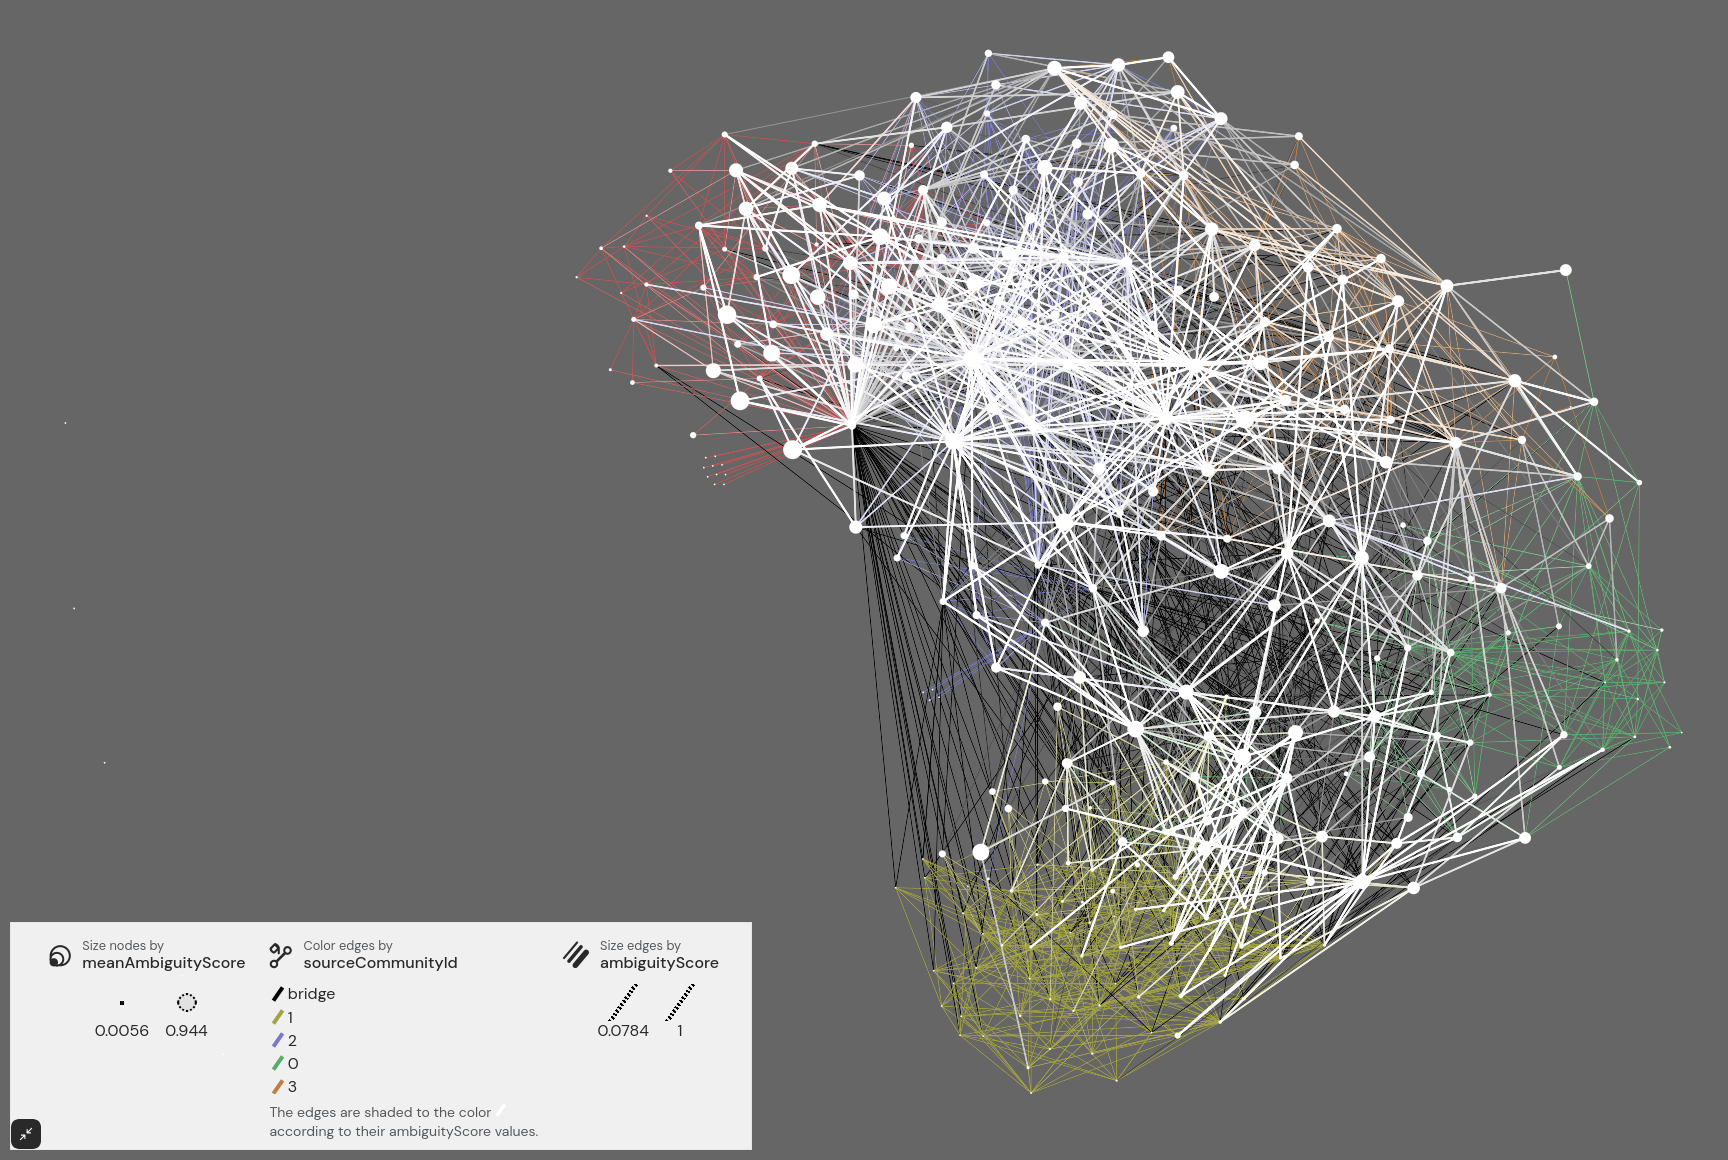 Size nodes by
meanAmbiguityScore
0.0056 0.944
Color edges by
sourceCommunityId
bridge
1
2
0
3
The edges are shaded to the color
according to their ambiguityScore values.
Size edges by
ambiguityScore
0.0784 1